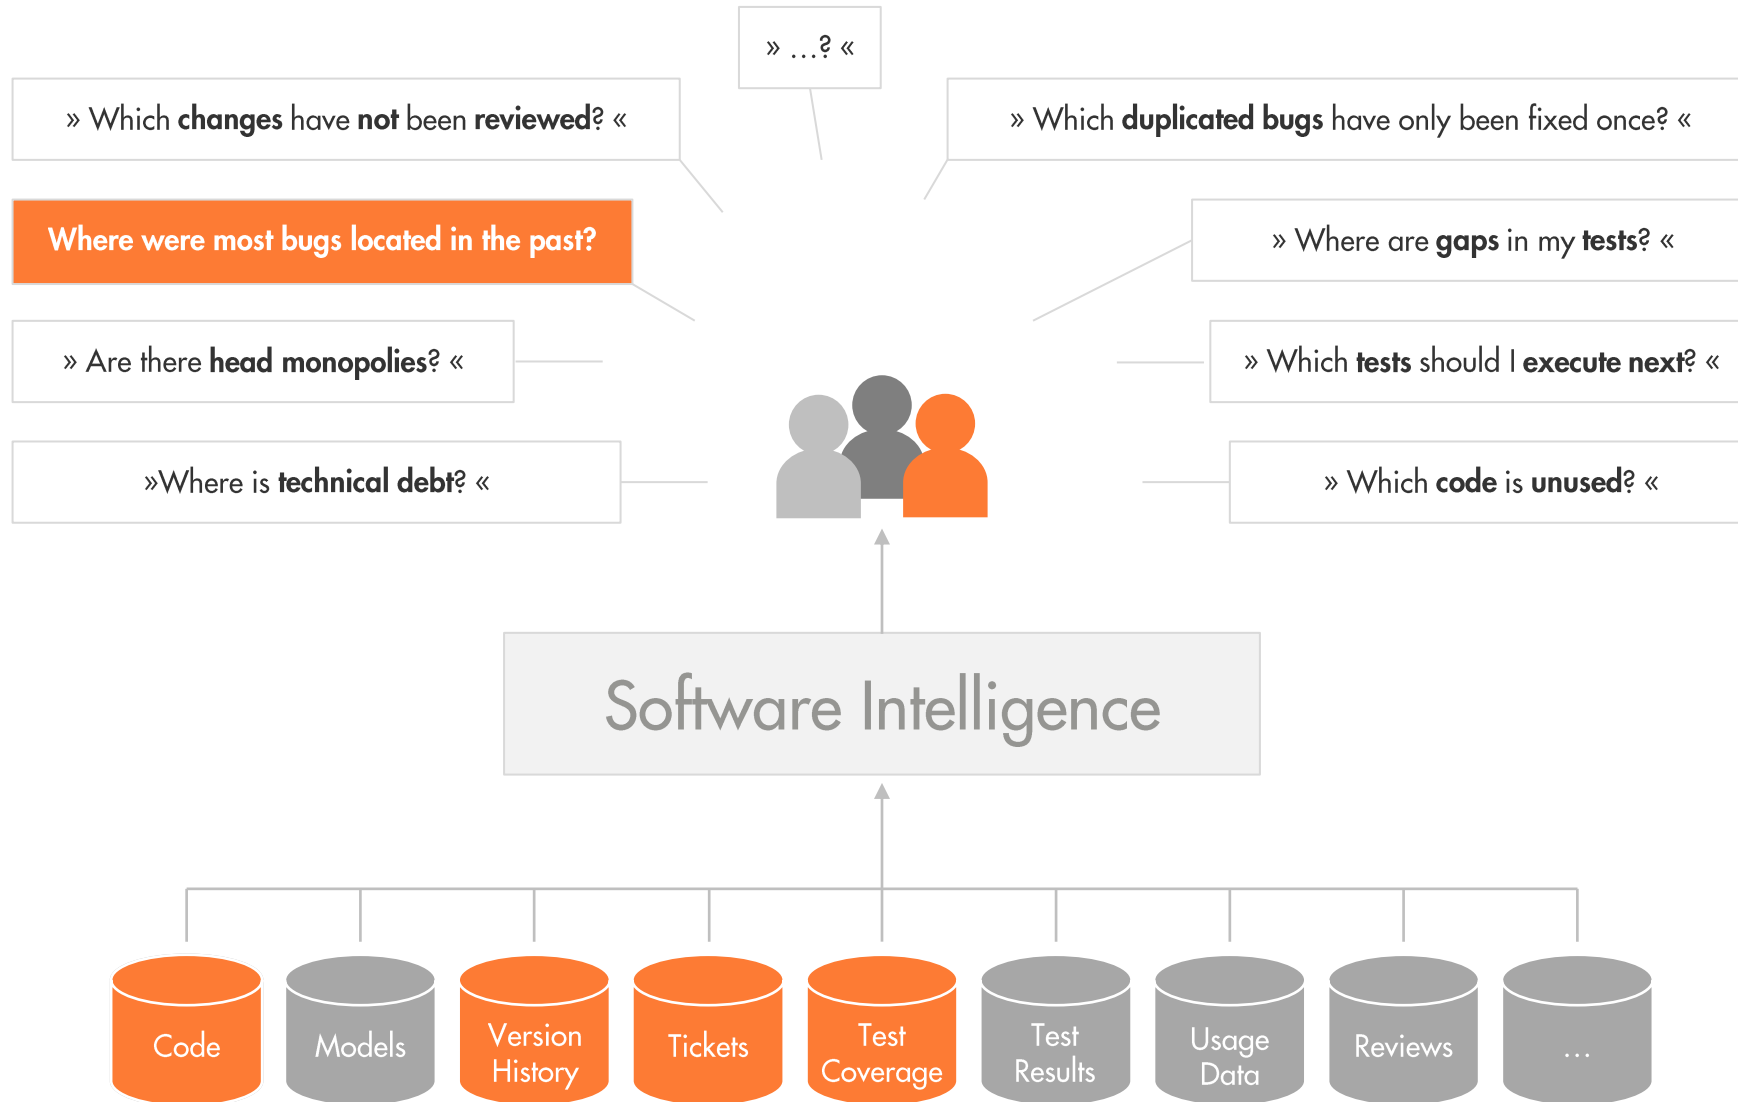 » ...? «
» Which changes have not been reviewed? «
» Which duplicated bugs have only been fixed once? «
Where were most bugs located in the past?
» Where are gaps in my tests? «
» Are there head monopolies? «
» Which tests should I execute next? «
»Where is technical debt? «
» Which code is unused? «
Software Intelligence
Code
Models
Version
History
Tickets
Test
Coverage
Test
Results
Usage
Data
Reviews
...